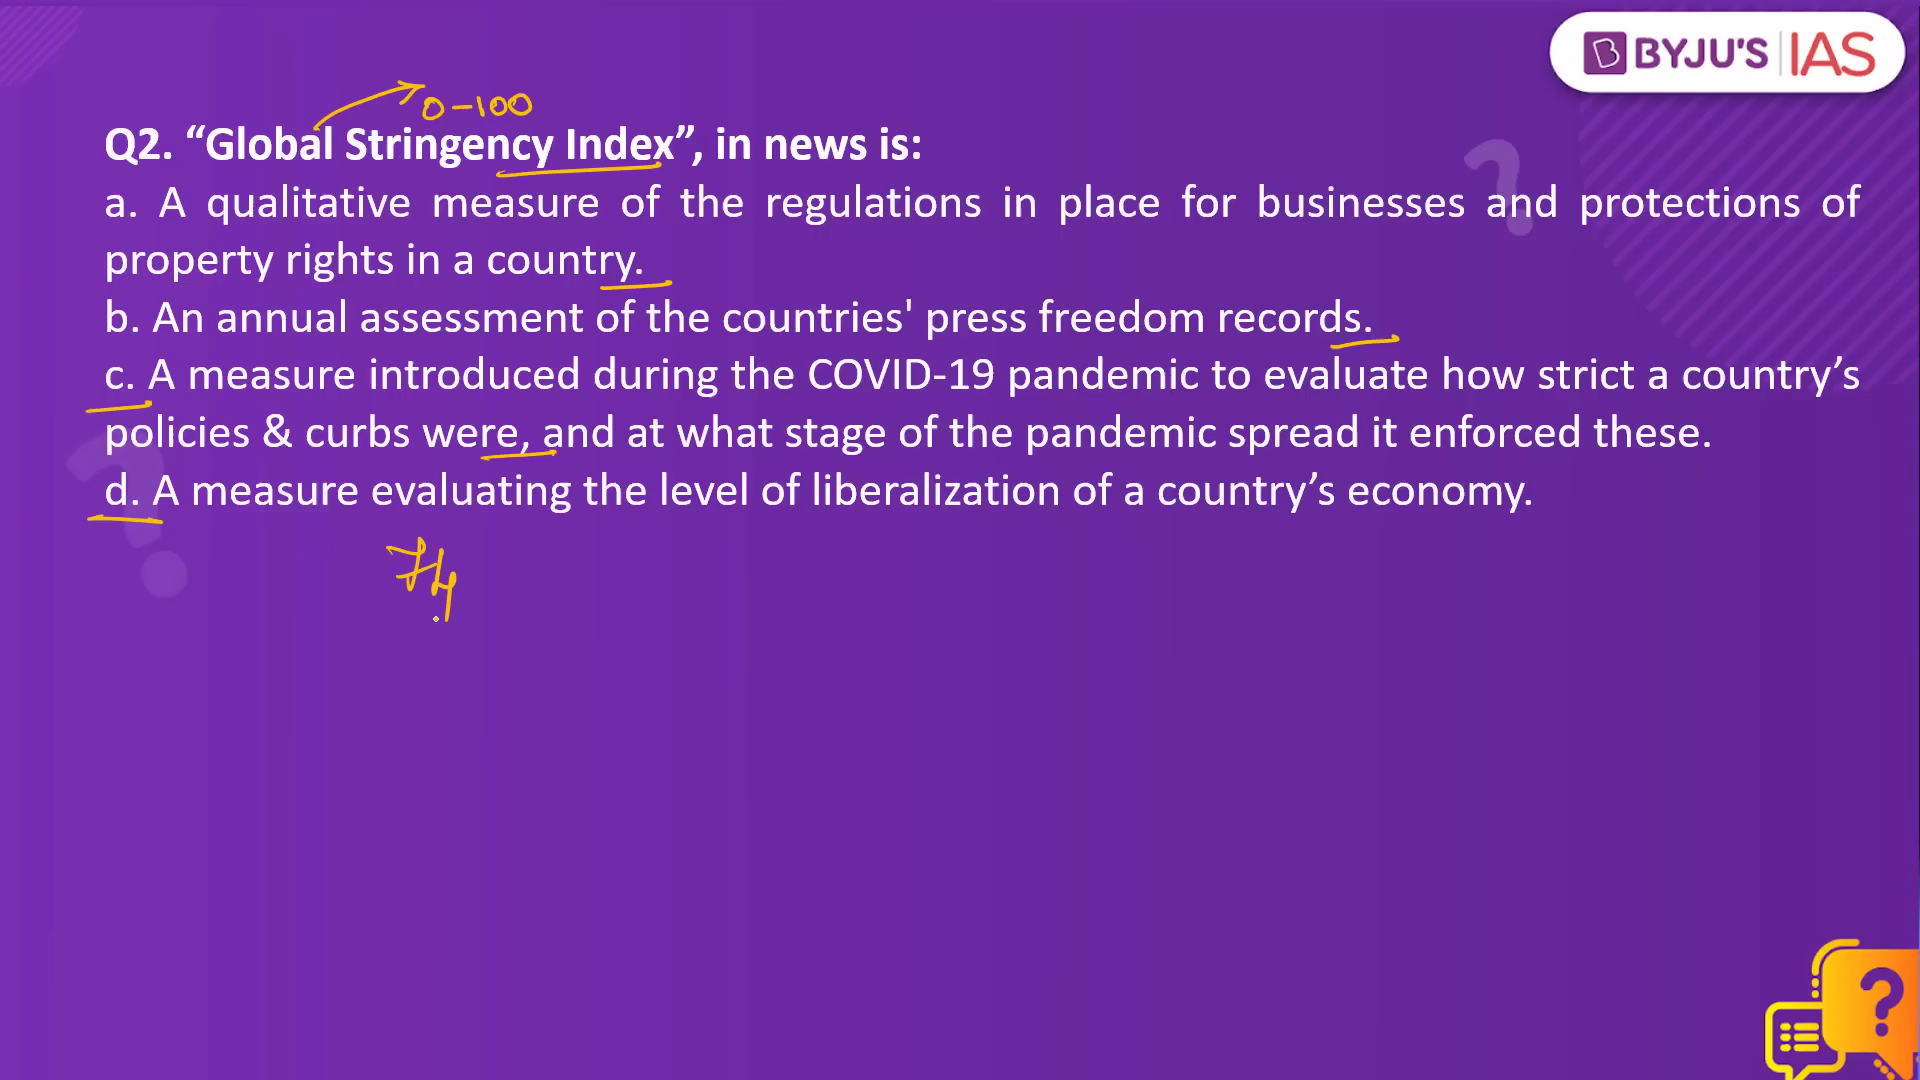 BYJU'S IAS
0-100
Q2. “Global Stringency Index”, in news is:
a. A qualitative measure of the regulations in place for businesses and protections of
property rights in a country.
b. An annual assessment of the countries' press freedom records.
c. A measure introduced during the COVID-19 pandemic to evaluate how strict a country’s
policies & curbs were, and at what stage of the pandemic spread it enforced these.
d. A measure evaluating the level of liberalization of a country’s economy.